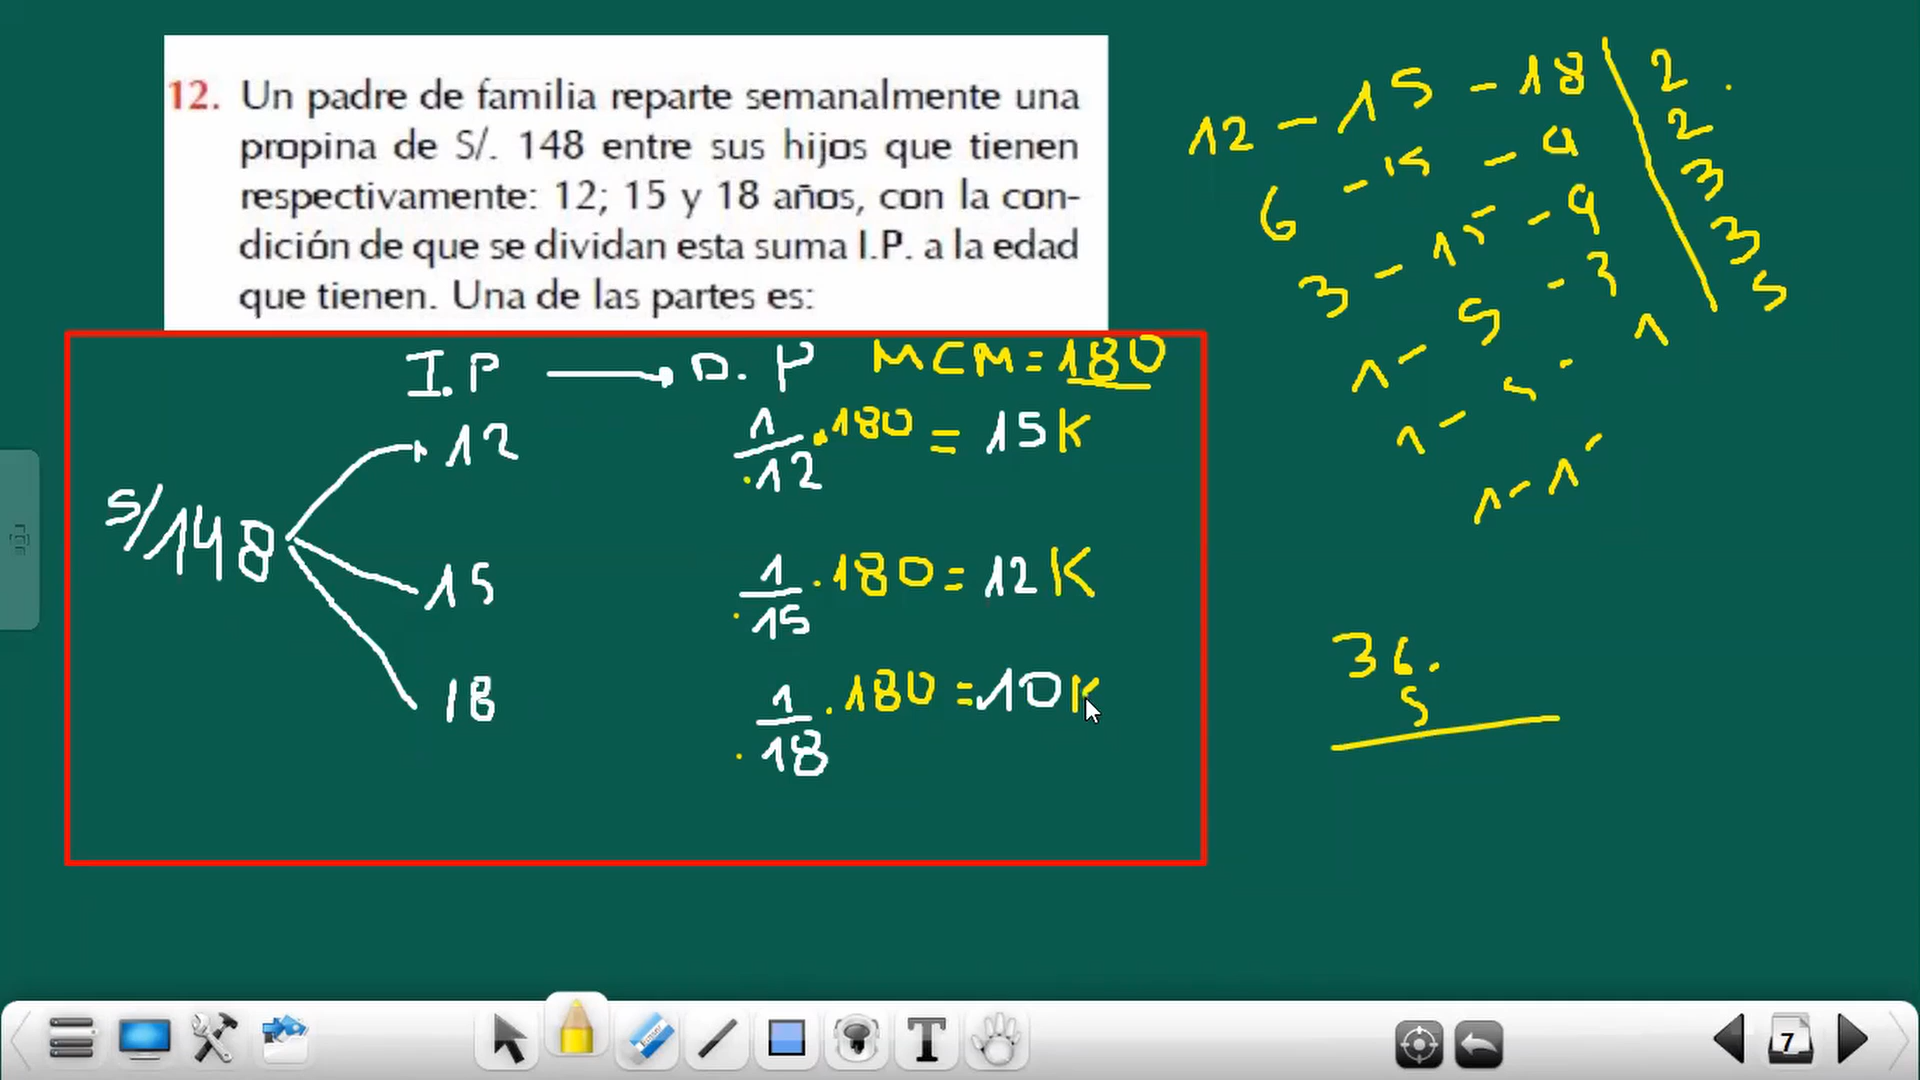 12. Un padre de familia reparte semanalmente una
propina de S/. 148 entre sus hijos que tienen
respectivamente: 12; 15 y 18 años, con la con-
dición de que se dividan esta suma I.P. a la edad
que tienen. Una de las partes es:
I.P → D.P MCM=180
S/148
12 1/12 · 180 = 15K
15 1/15 · 180 = 12K
18 1/18 · 180 = 10K
12 - 15 - 18 | 2
6 - 15 - 9 | 2
3 - 15 - 9 | 3
1 - 5 - 3 | 3
1 - 5 - 1 | 5
1 - 1 -
36.
5
T
7